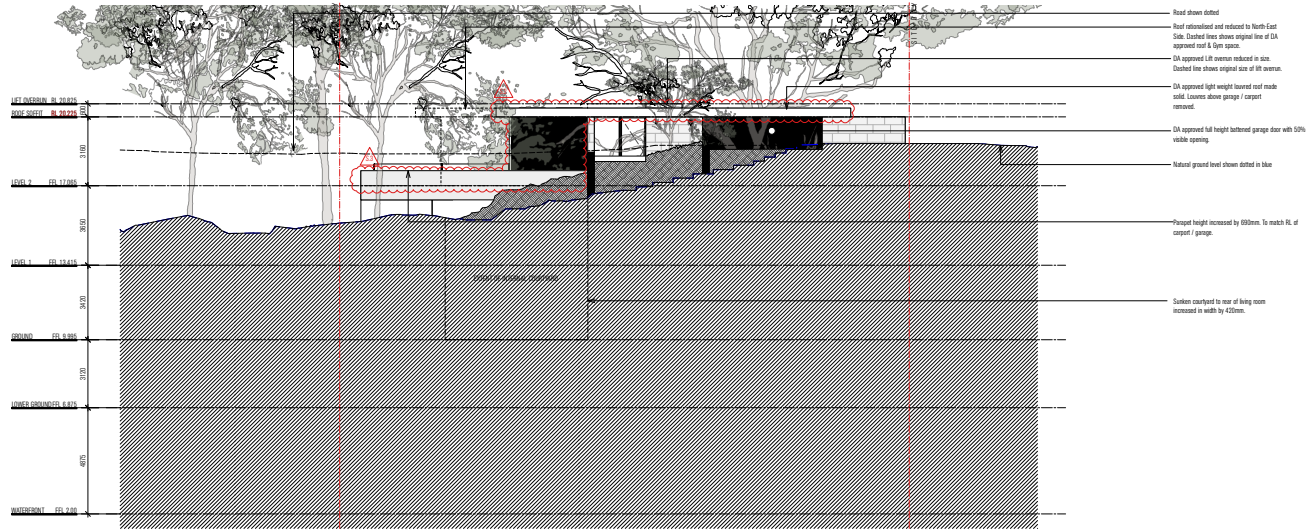 Road shown dotted
Roof rationalised and reduced to North-East
Side. Dashed lines shows original line of DA
approved roof & Gym space.
DA approved Lift overrun reduced in size.
Dashed line shows original size of lift overrun.
DA approved light weight louvred roof made
solid. Louvres above garage / carport
removed.
DA approved full height battened garage door with 50%
visible opening.
Natural ground level shown dotted in blue
Parapet height increased by 690mm. To match RL of
carport / garage.
Sunken courtyard to rear of living room
increased in width by 420mm.
LIFT OVERRUN RL 20.825
ROOF SOFFIT RL 20.225
3160
LEVEL 2 FFL 17.065
3650
LEVEL 1 FFL 13.415
3420
GROUND FFL 9.995
3120
LOWER GROUND FFL 6.875
4875
WATERFRONT FFL 2.00
EXTENT OF INTERNAL COURTYARD